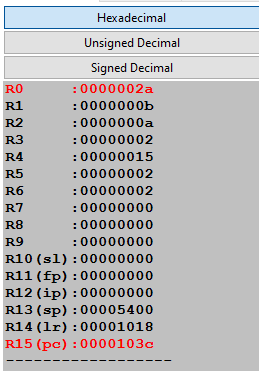 Hexadecimal
Unsigned Decimal
Signed Decimal
R0      :0000002a
R1      :0000000b
R2      :0000000a
R3      :00000002
R4      :00000015
R5      :00000002
R6      :00000002
R7      :00000000
R8      :00000000
R9      :00000000
R10(sl):00000000
R11(fp):00000000
R12(ip):00000000
R13(sp):00005400
R14(lr):00001018
R15(pc):0000103c
------------------